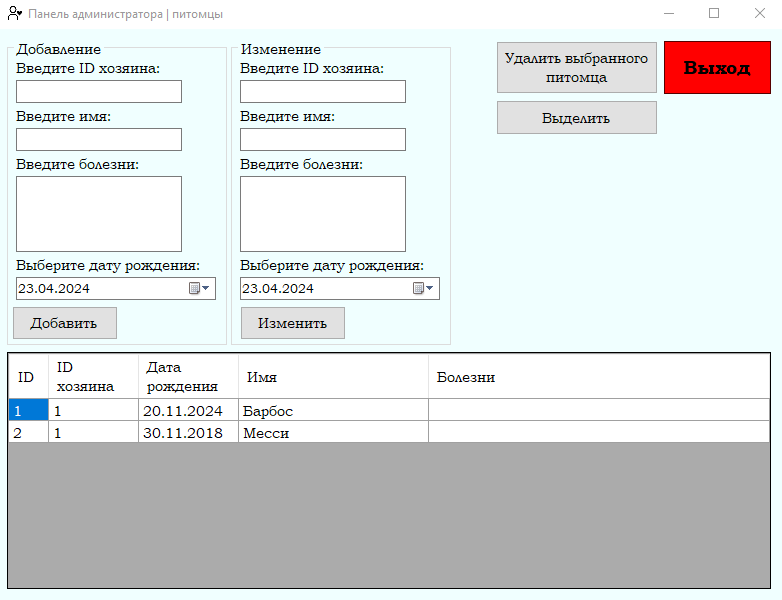 Панель администратора | питомцы
Добавление
Введите ID хозяина:
Введите имя:
Введите болезни:
Выберите дату рождения:
23.04.2024
Добавить
Изменение
Введите ID хозяина:
Введите имя:
Введите болезни:
Выберите дату рождения:
23.04.2024
Изменить
Удалить выбранного
питомца
Выделить
Выход
ID
ID
хозяина
Дата
рождения
Имя
Болезни
1 1 20.11.2024 Барбос
2 1 30.11.2018 Месси